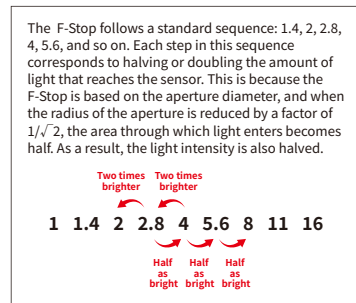 The F-Stop follows a standard sequence: 1.4, 2, 2.8,
4, 5.6, and so on. Each step in this sequence
corresponds to halving or doubling the amount of
light that reaches the sensor. This is because the
F-Stop is based on the aperture diameter, and when
the radius of the aperture is reduced by a factor of
1/√2, the area through which light enters becomes
half. As a result, the light intensity is also halved.
Two times Two times
brighter brighter
1 1.4 2 2.8 4 5.6 8 11 16
Half Half Half
as as as
bright bright bright